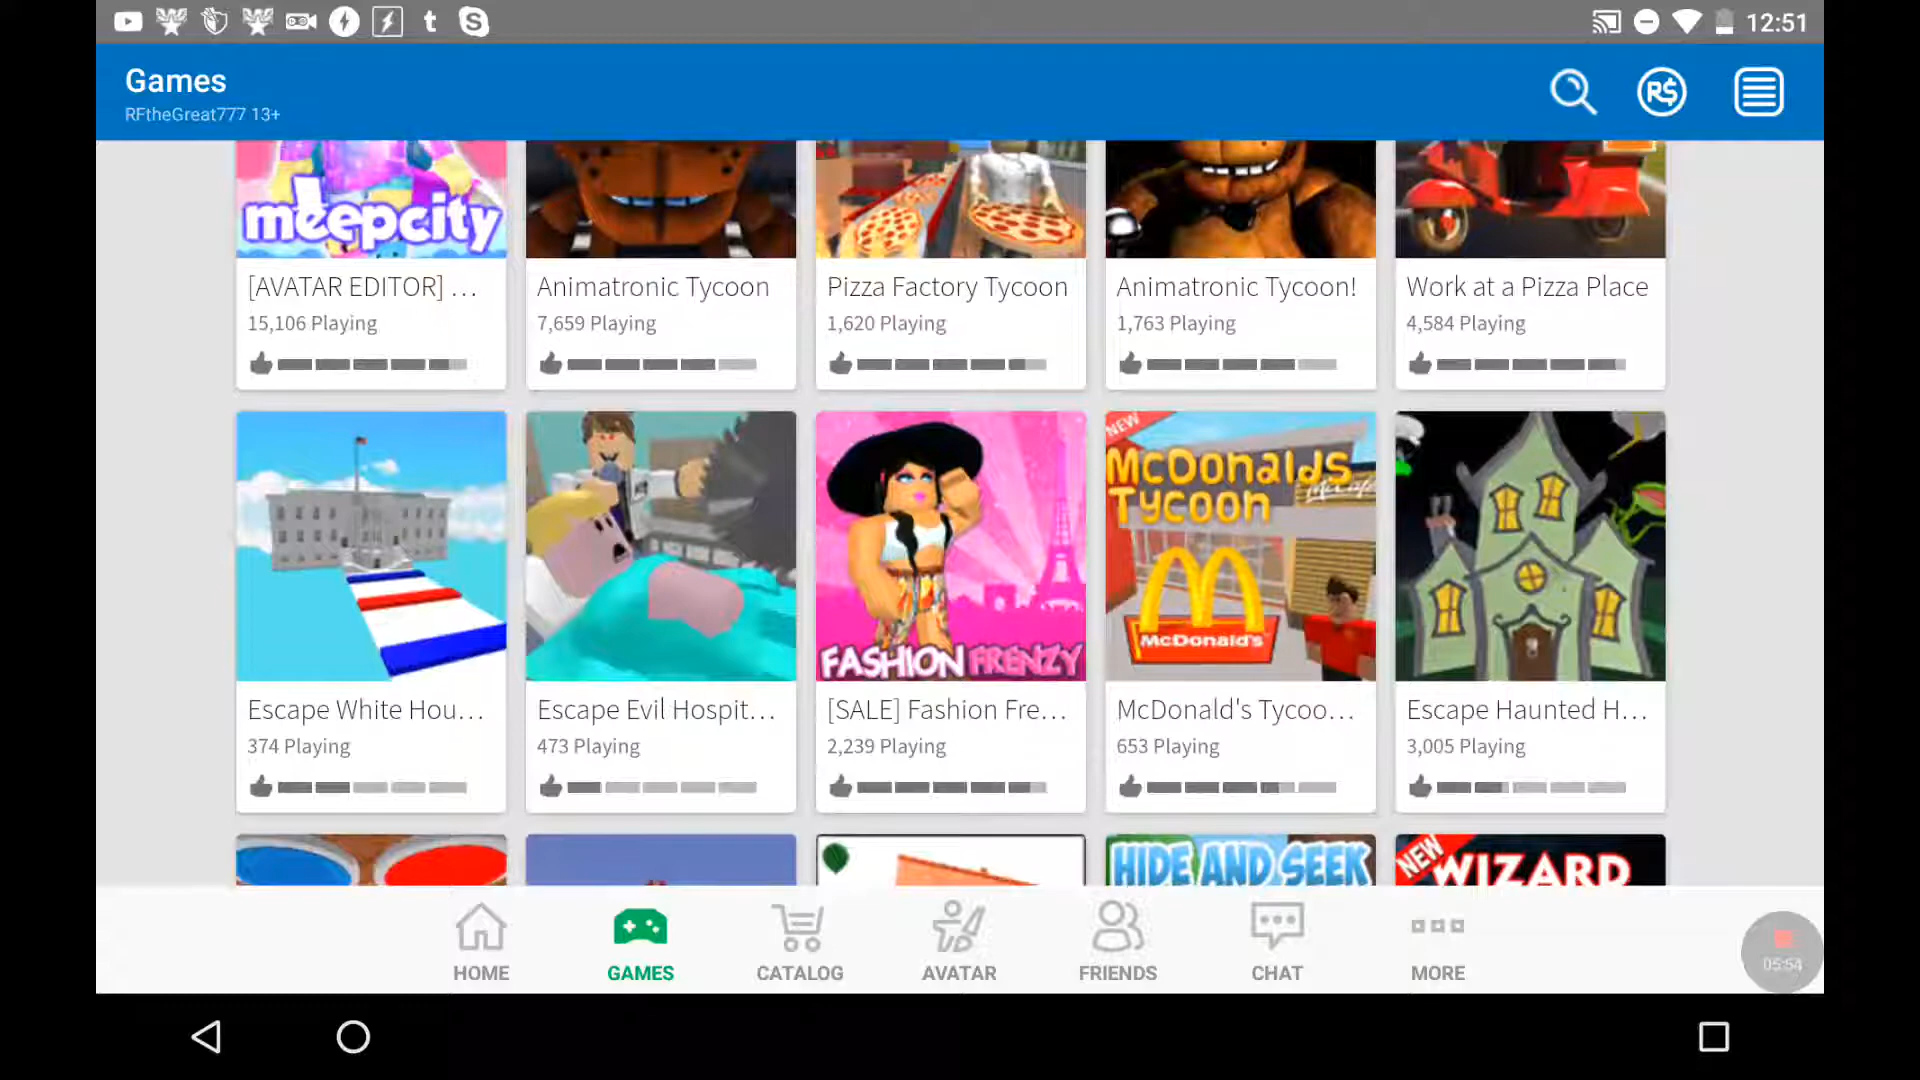 12:51
Games
RFtheGreat777 13+
R$
meepcity
[AVATAR EDITOR] ...
15,106 Playing
Animatronic Tycoon
7,659 Playing
Pizza Factory Tycoon
1,620 Playing
Animatronic Tycoon!
1,763 Playing
Work at a Pizza Place
4,584 Playing
FASHION FRENZY
NEW
McDonalds
Tycoon
McDonald's
Escape White Hou...
374 Playing
Escape Evil Hospit...
473 Playing
[SALE] Fashion Fre...
2,239 Playing
McDonald's Tycoo...
653 Playing
Escape Haunted H...
3,005 Playing
HIDE AND SEEK
NEW
WIZARD
HOME
GAMES
CATALOG
AVATAR
FRIENDS
CHAT
MORE
05:54